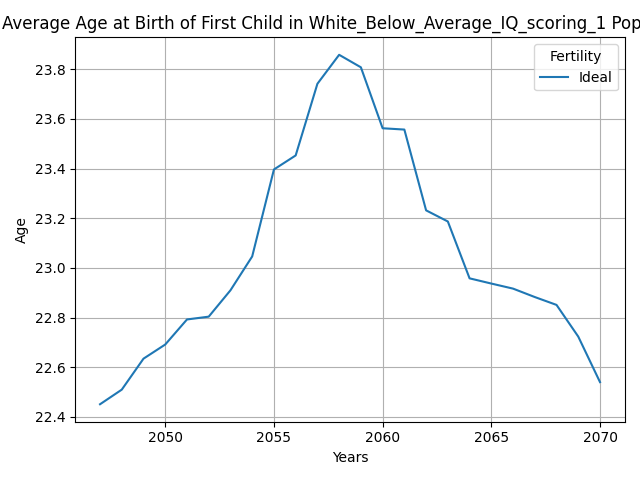 Average Age at Birth of First Child in White_Below_Average_IQ_scoring_1 Pop
Fertility
Ideal
23.8
23.6
23.4
23.2
23.0
22.8
22.6
22.4
Age
2050 2055 2060 2065 2070
Years